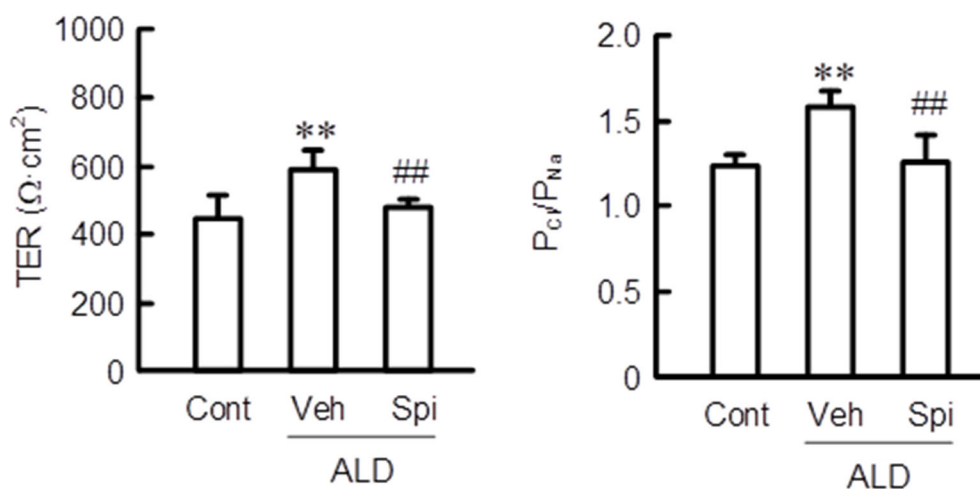 TER (Ω·cm²)
1000
800
600
400
200
0
**
##
Cont Veh Spi
ALD
P_Cl/P_Na
2.0
1.5
1.0
0.5
0
**
##
Cont Veh Spi
ALD